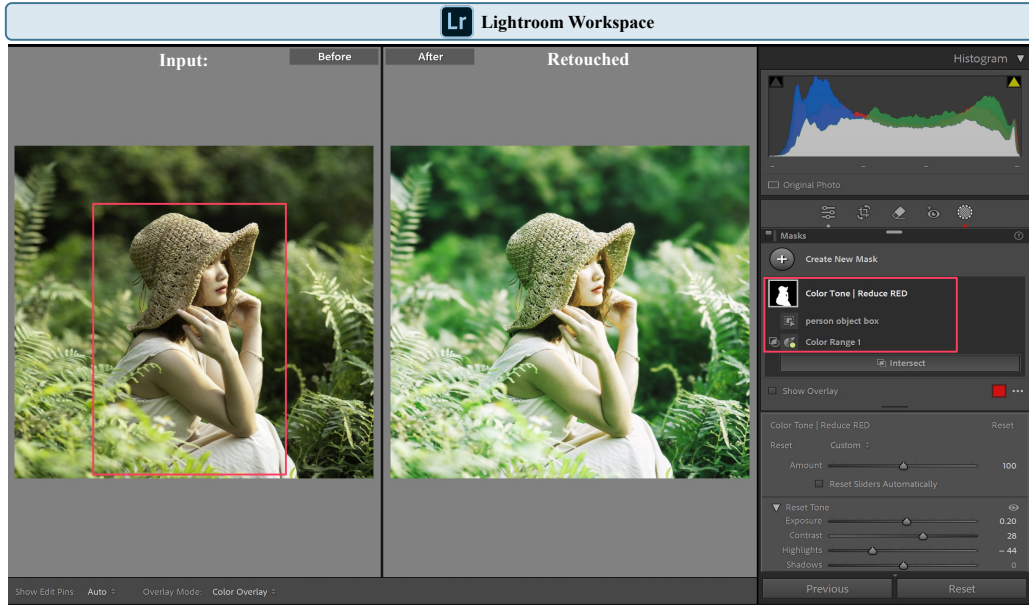 Lr Lightroom Workspace
Input: Before
After Retouched
Histogram
Original Photo
Masks
Create New Mask
Color Tone | Reduce RED
person object box
Color Range 1
Intersect
Show Overlay
Color Tone | Reduce RED Reset
Reset Custom
Amount 100
Reset Sliders Automatically
Reset Tone
Exposure 0.20
Contrast 28
Highlights – 44
Shadows 0
Show Edit Pins: Auto Overlay Mode: Color Overlay
Previous Reset